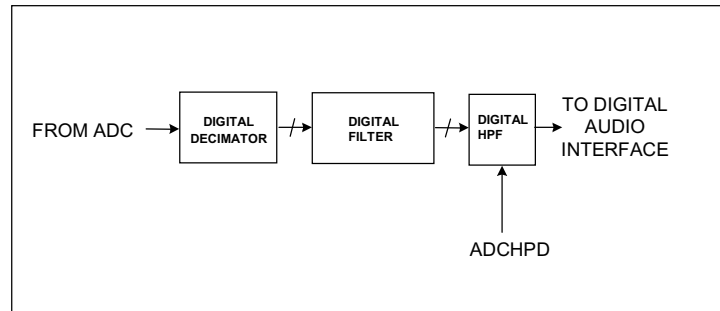 FROM ADC
DIGITAL
DECIMATOR
DIGITAL
FILTER
DIGITAL
HPF
TO DIGITAL
AUDIO
INTERFACE
ADCHPD